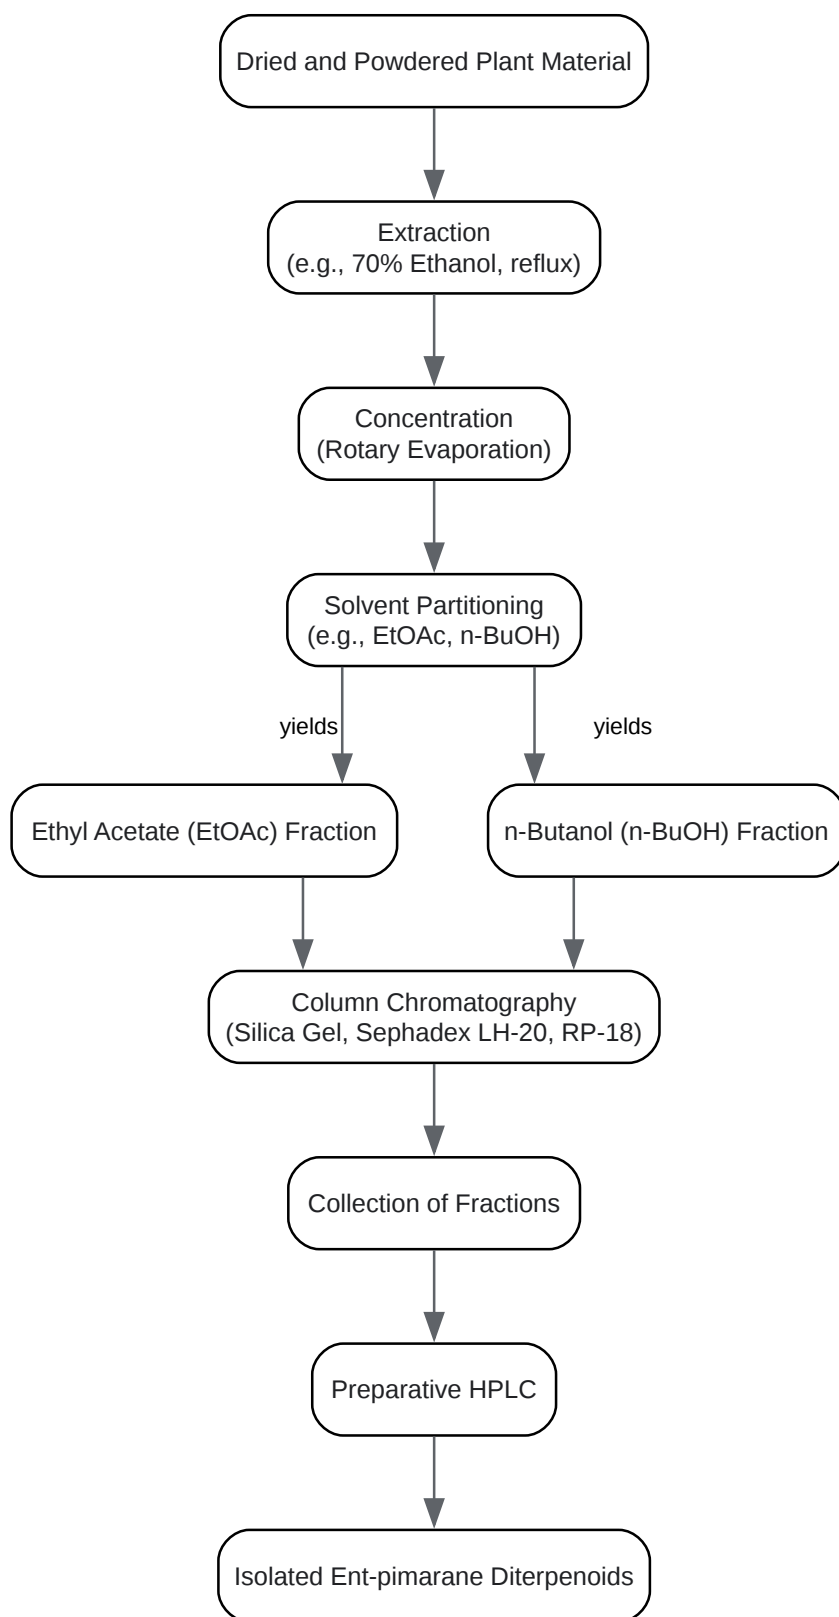 Dried and Powdered Plant Material
Extraction
(e.g., 70% Ethanol, reflux)
Concentration
(Rotary Evaporation)
Solvent Partitioning
(e.g., EtOAc, n-BuOH)
yields
yields
Ethyl Acetate (EtOAc) Fraction
n-Butanol (n-BuOH) Fraction
Column Chromatography
(Silica Gel, Sephadex LH-20, RP-18)
Collection of Fractions
Preparative HPLC
Isolated Ent-pimarane Diterpenoids